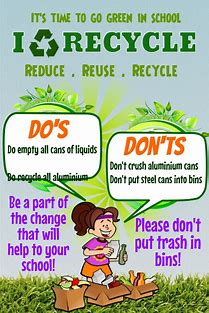 IT'S TIME TO GO GREEN IN SCHOOL
I RECYCLE
REDUCE . REUSE . RECYCLE
DO'S
Do empty all cans of liquids
Do recycle all aluminium
DON'TS
Don't crush aluminium cans
Don't put steel cans into bins
Be a part of
the change
that will
help to your
school!
Please don't
put trash in
bins!